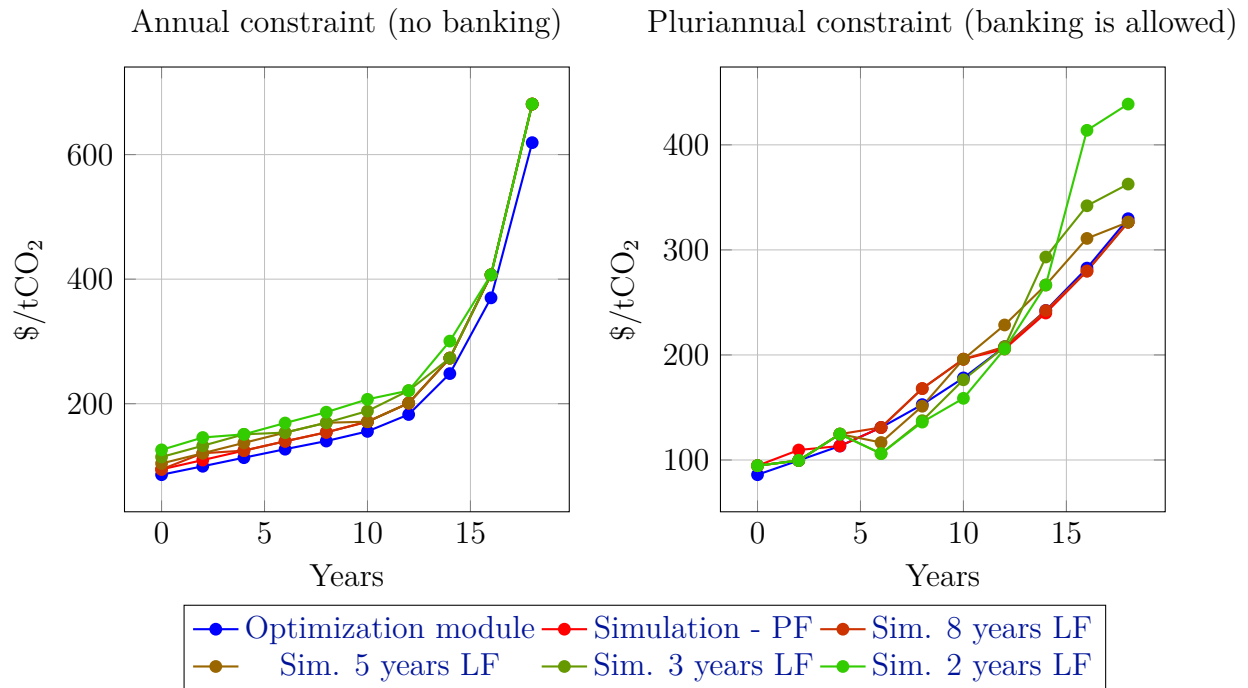 Annual constraint (no banking)
Pluriannual constraint (banking is allowed)
600
400
200
$/tCO₂
0 5 10 15
Years
400
300
200
100
$/tCO₂
0 5 10 15
Years
Optimization module Simulation - PF Sim. 8 years LF
Sim. 5 years LF Sim. 3 years LF Sim. 2 years LF